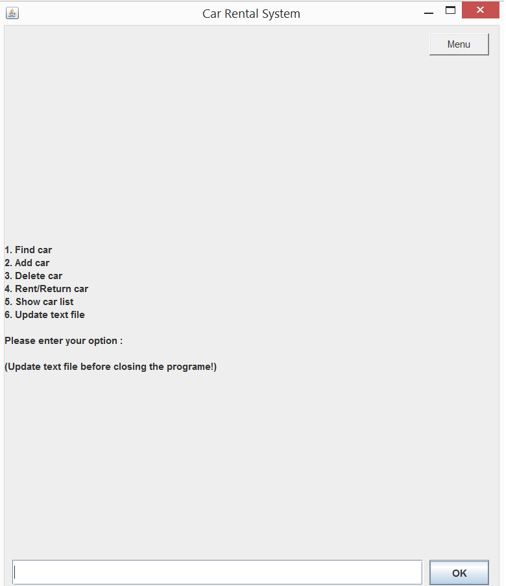 Car Rental System
Menu
1. Find car
2. Add car
3. Delete car
4. Rent/Return car
5. Show car list
6. Update text file
Please enter your option :
(Update text file before closing the programe!)
OK